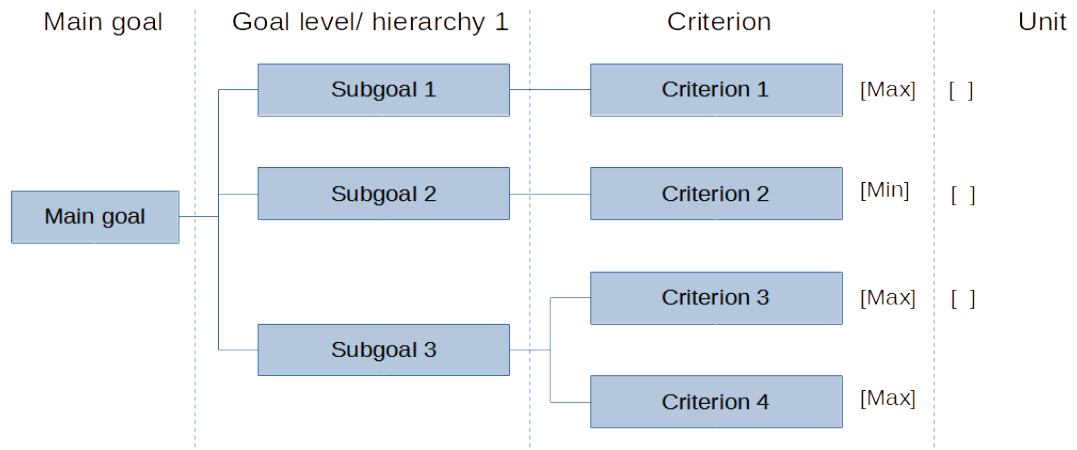 Main goal
Goal level/ hierarchy 1
Criterion
Unit
Subgoal 1
Criterion 1
[Max]
[ ]
Subgoal 2
Criterion 2
[Min]
[ ]
Main goal
Criterion 3
[Max]
[ ]
Subgoal 3
Criterion 4
[Max]